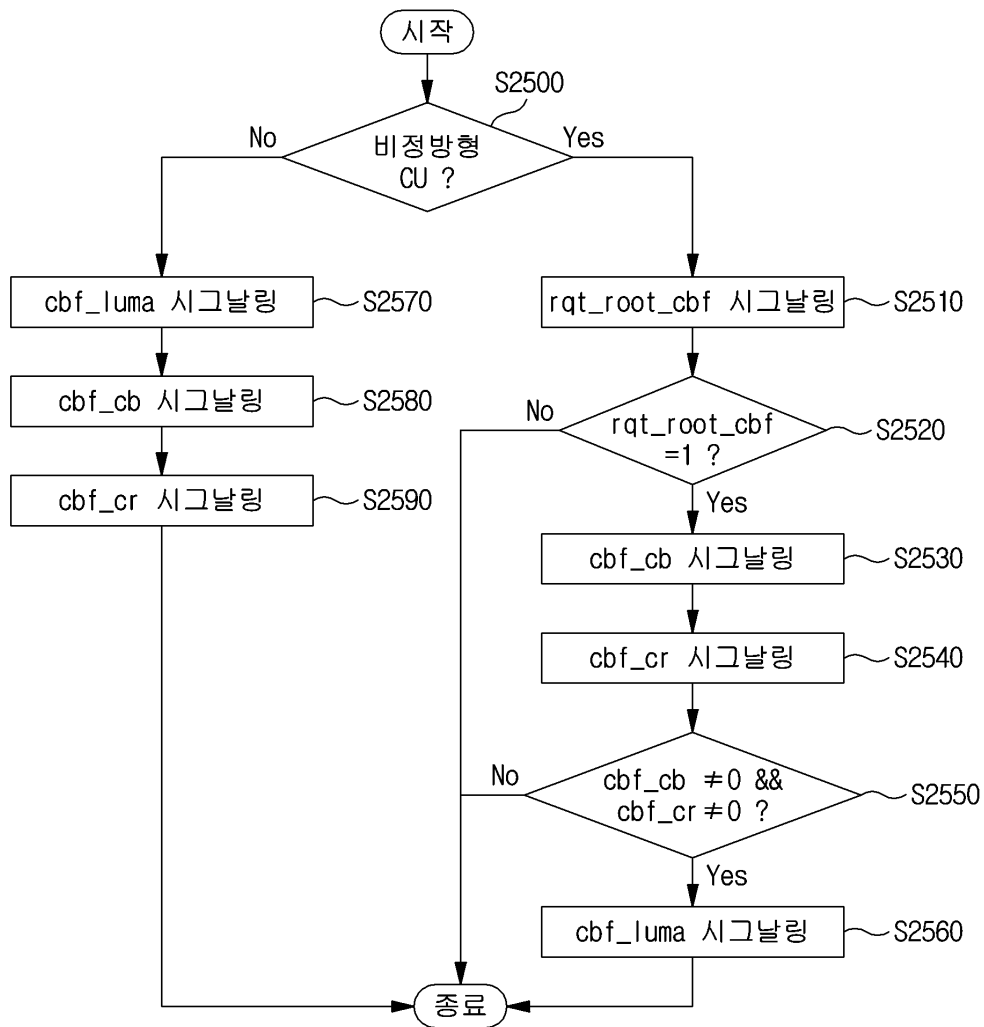 시작
S2500
No
비정방형
CU ?
Yes
cbf_luma 시그날링
S2570
rqt_root_cbf 시그날링
S2510
cbf_cb 시그날링
S2580
No
rqt_root_cbf
=1 ?
S2520
Yes
cbf_cr 시그날링
S2590
cbf_cb 시그날링
S2530
cbf_cr 시그날링
S2540
No
cbf_cb ≠0 &&
cbf_cr≠0 ?
S2550
Yes
cbf_luma 시그날링
S2560
종료